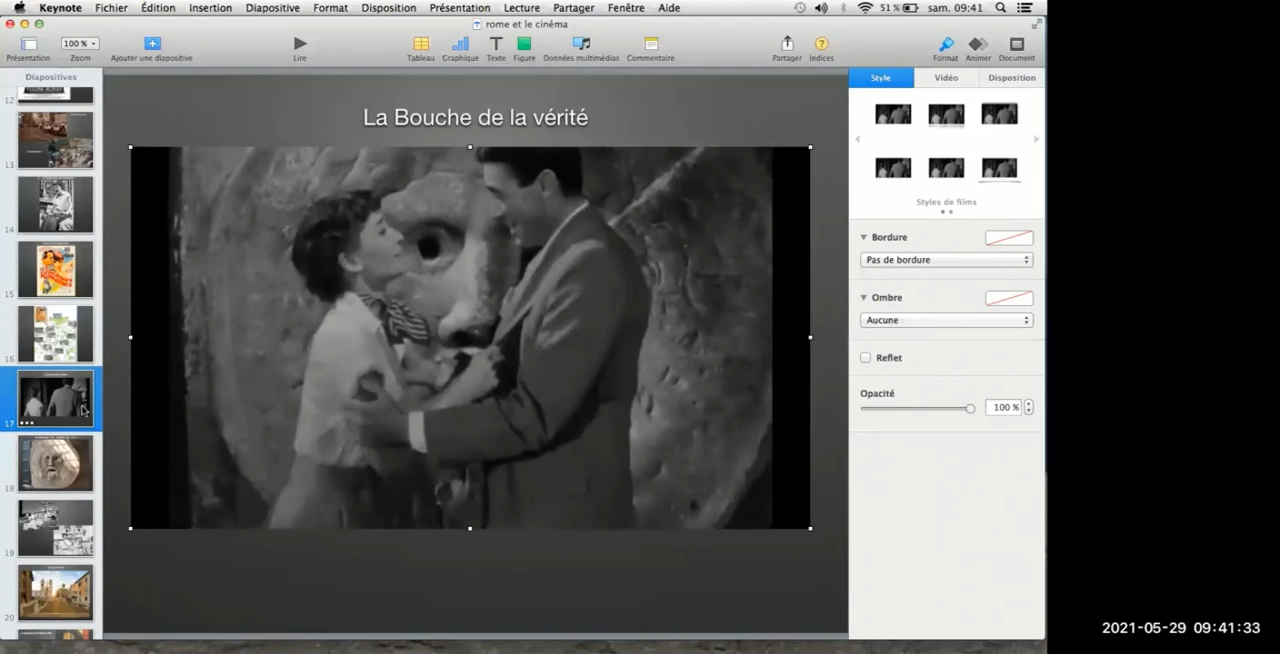 Keynote Fichier Édition Insertion Diapositive Format Disposition Présentation Lecture Partager Fenêtre Aide 51 % sam. 09:41
rome et le cinéma
100 %
Présentation Zoom Ajouter une diapositive Lire Tableau Graphique Texte Figure Données multimédias Commentaire Partager Indices Format Animer Document
Diapositives
Style Vidéo Disposition
12
13
14
15
16
17
18
19
20
La Bouche de la vérité
Styles de films
Bordure
Pas de bordure
Ombre
Aucune
Reflet
Opacité
100 %
2021-05-29 09:41:33